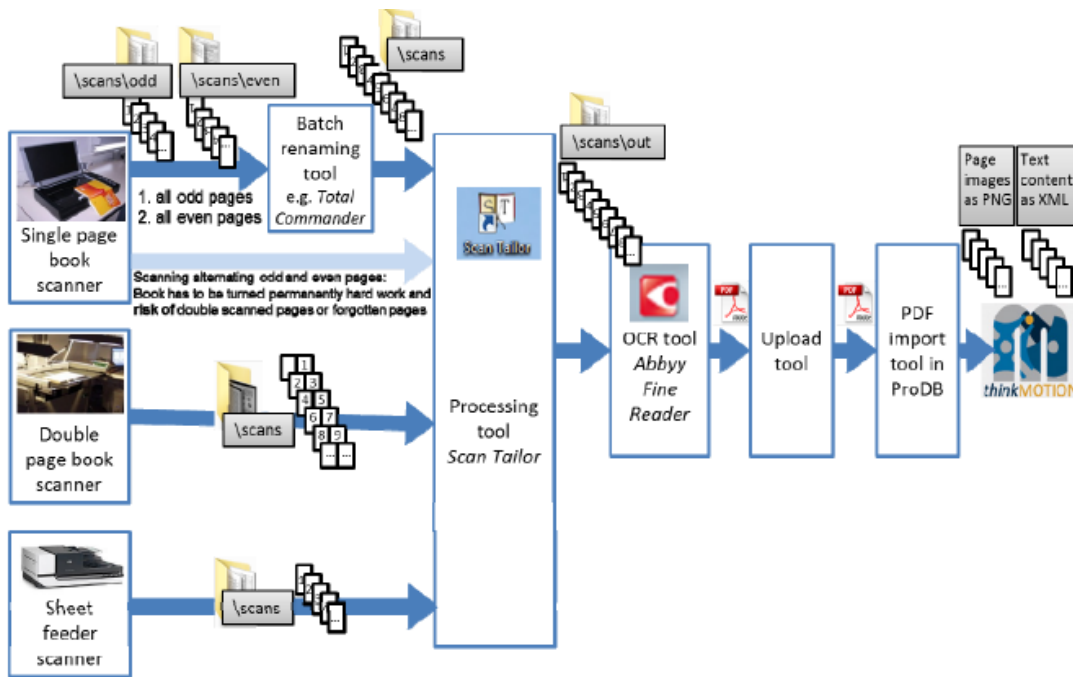 \scans\odd
\scans\even
\scans
1. all odd pages
2. all even pages
Batch
renaming
tool
e.g. Total
Commander
Single page
book
scanner
Scanning alternating odd and even pages:
Book has to be turned permanently hard work and
risk of double scanned pages or forgotten pages
Double
page book
scanner
\scans
1
2 3
4 5
6 7
8 9
... ...
Sheet
feeder
scanner
\scans
S T
Scan Tailor
Processing
tool
Scan Tailor
\scans\out
OCR tool
Abbyy
Fine
Reader
PDF
Upload
tool
PDF
PDF
import
tool in
ProDB
Page
images
as PNG
Text
content
as XML
thinkMOTION